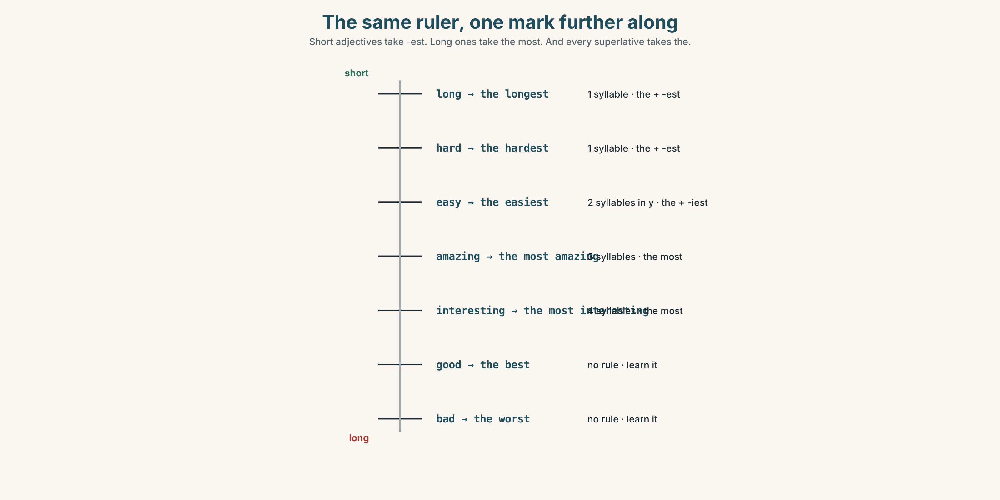 The same ruler, one mark further along
Short adjectives take -est. Long ones take the most. And every superlative takes the.
short
long → the longest 1 syllable · the + -est
hard → the hardest 1 syllable · the + -est
easy → the easiest 2 syllables in y · the + -iest
amazing → the most amazing 3 syllables · the most
interesting → the most interesting 4 syllables · the most
good → the best no rule · learn it
bad → the worst no rule · learn it
long